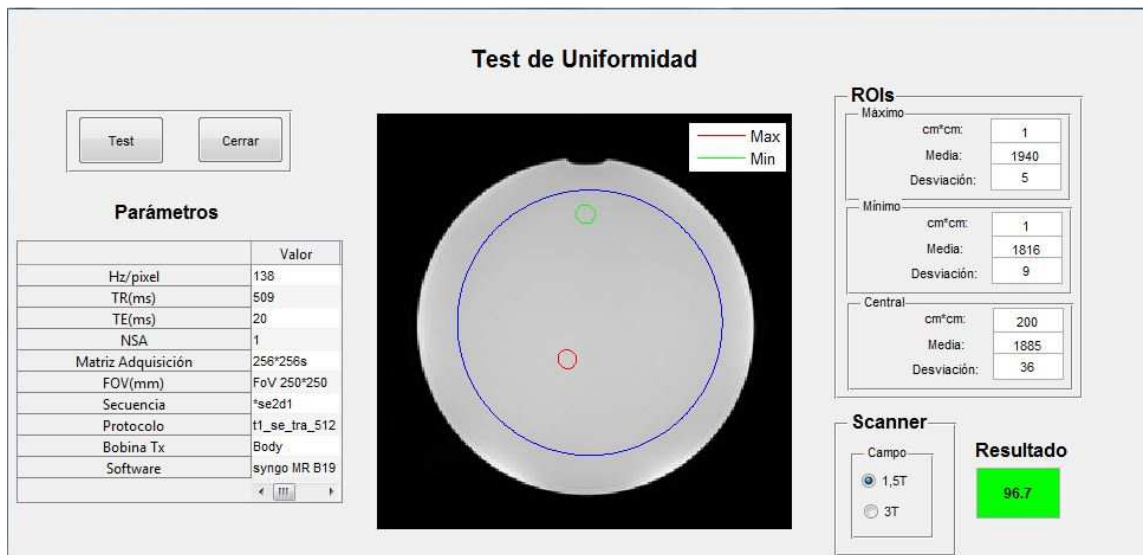 Test de Uniformidad
Test
Cerrar
Parámetros
Valor
Hz/pixel 138
TR(ms) 509
TE(ms) 20
NSA 1
Matriz Adquisición 256*256s
FOV(mm) FoV 250*250
Secuencia *se2d1
Protocolo t1_se_tra_512
Bobina Tx Body
Software syngo MR B19
Max
Min
ROIs
Máximo
cm*cm: 1
Media: 1940
Desviación: 5
Mínimo
cm*cm: 1
Media: 1816
Desviación: 9
Central
cm*cm: 200
Media: 1885
Desviación: 36
Scanner
Campo
1,5T
3T
Resultado
96.7